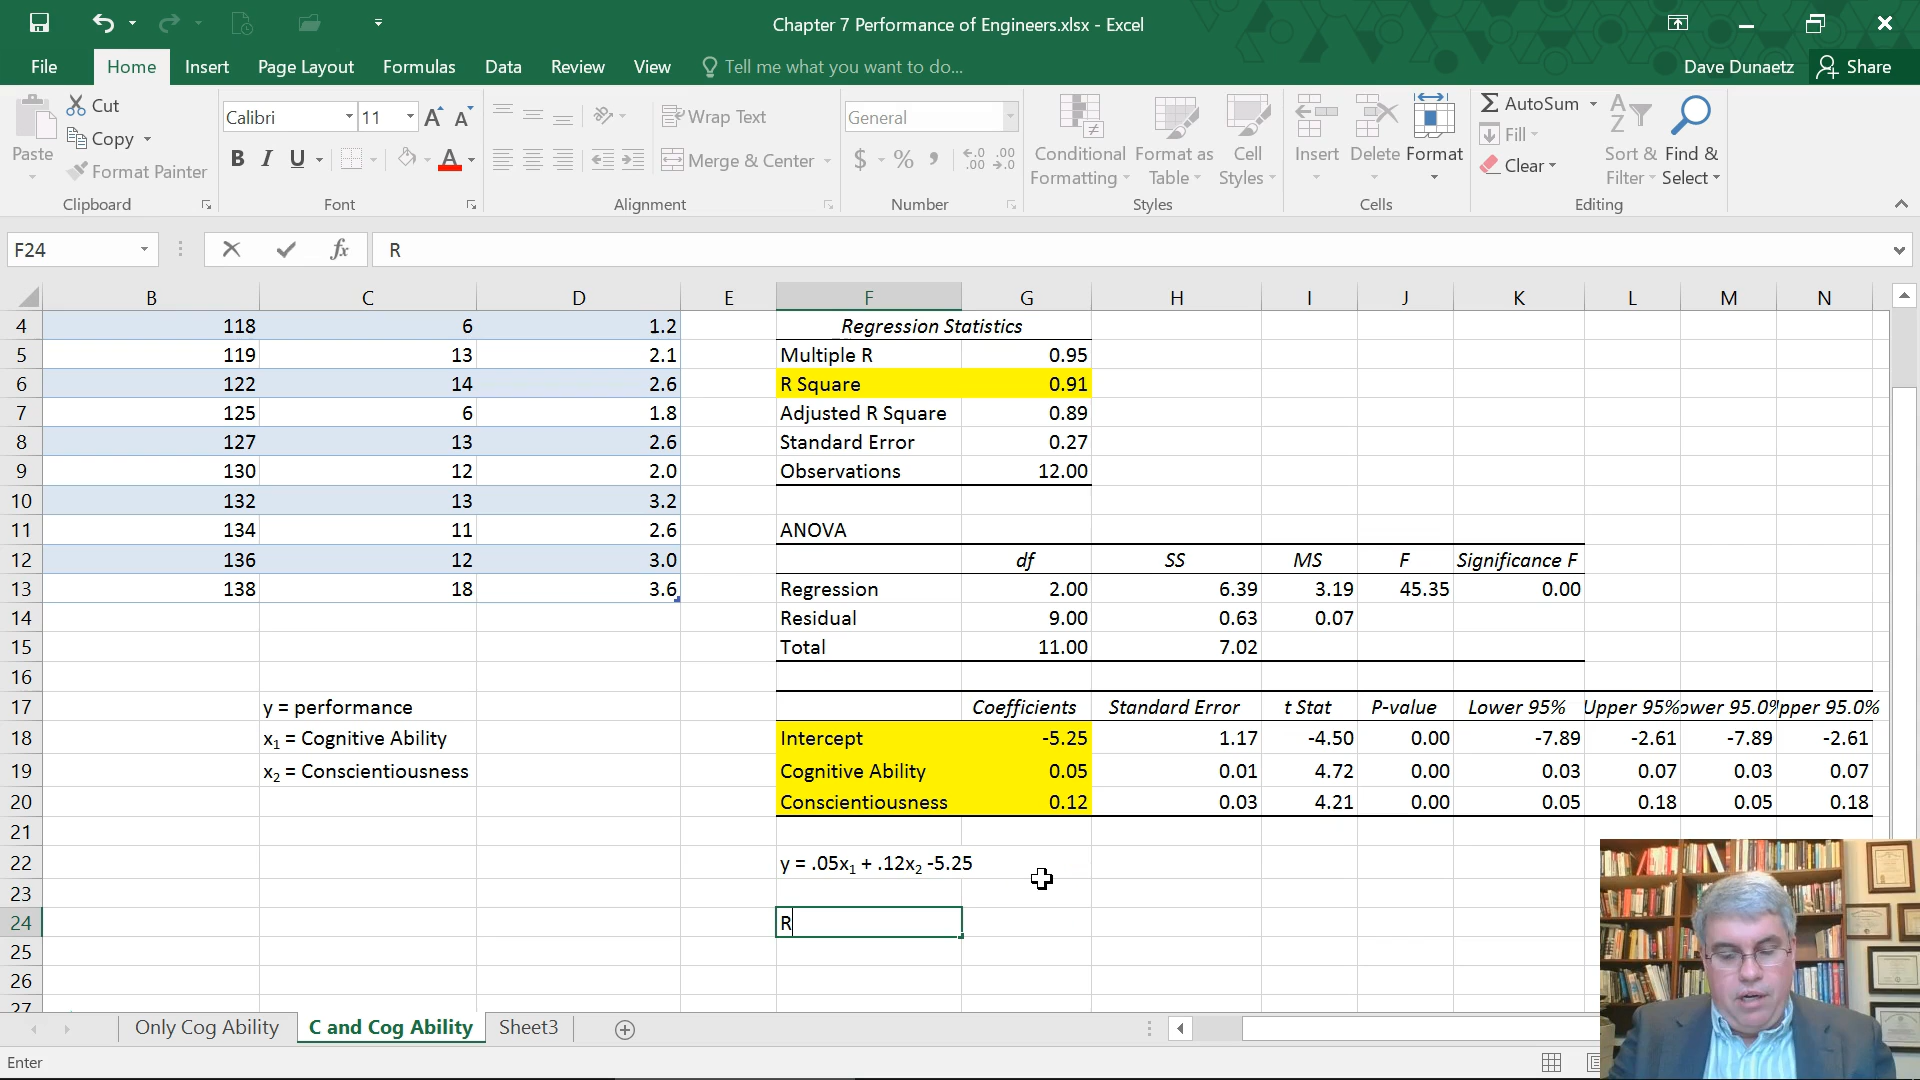 Chapter 7 Performance of Engineers.xlsx - Excel
File Home Insert Page Layout Formulas Data Review View Tell me what you want to do... Dave Dunaetz Share
Paste Cut Copy Format Painter
Calibri 11 A A B I U A
Wrap Text Merge & Center
General $ % , .0 .00 .00 .0
Conditional Formatting Format as Table Cell Styles
Insert Delete Format
AutoSum Fill Clear Sort & Filter Find & Select
Clipboard Font Alignment Number Styles Cells Editing
F24 fx R
B C D E F G H I J K L M N
4 118 6 1.2 Regression Statistics
5 119 13 2.1 Multiple R 0.95
6 122 14 2.6 R Square 0.91
7 125 6 1.8 Adjusted R Square 0.89
8 127 13 2.6 Standard Error 0.27
9 130 12 2.0 Observations 12.00
10 132 13 3.2
11 134 11 2.6 ANOVA
12 136 12 3.0 df SS MS F Significance F
13 138 18 3.6 Regression 2.00 6.39 3.19 45.35 0.00
14 Residual 9.00 0.63 0.07
15 Total 11.00 7.02
16
17 y = performance Coefficients Standard Error t Stat P-value Lower 95% Upper 95% ower 95.0% pper 95.0%
18 x₁ = Cognitive Ability Intercept -5.25 1.17 -4.50 0.00 -7.89 -2.61 -7.89 -2.61
19 x₂ = Conscientiousness Cognitive Ability 0.05 0.01 4.72 0.00 0.03 0.07 0.03 0.07
20 Conscientiousness 0.12 0.03 4.21 0.00 0.05 0.18 0.05 0.18
21
22 y = .05x₁ + .12x₂ -5.25
23
24 R
25
26
27
Only Cog Ability C and Cog Ability Sheet3
Enter